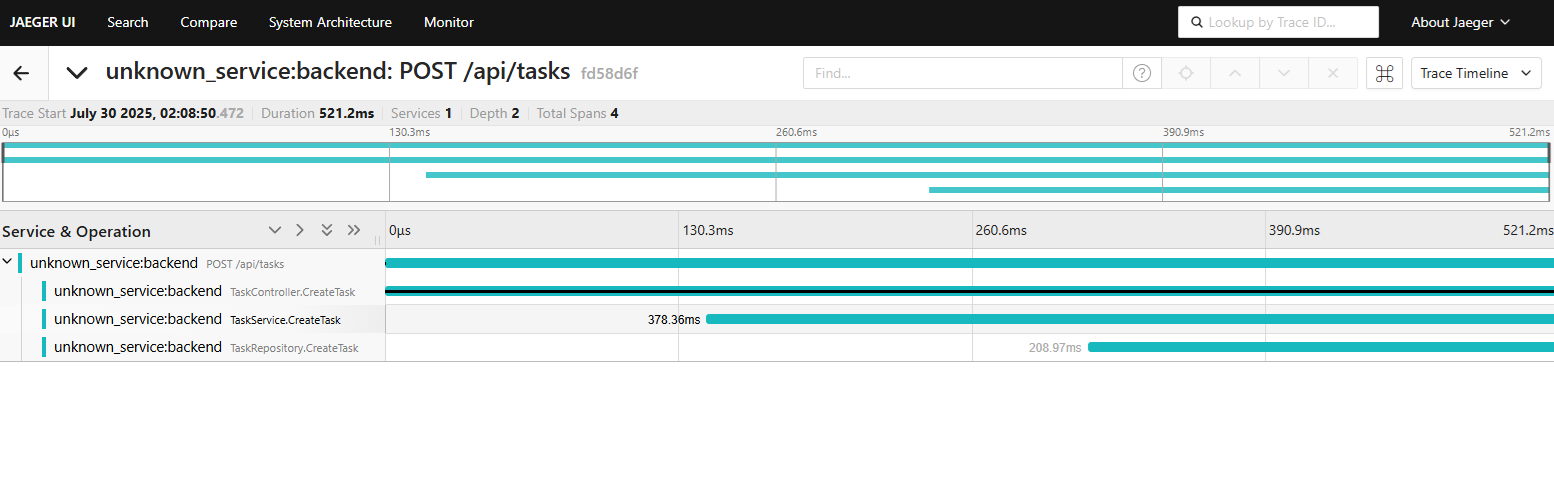 JAEGER UI Search Compare System Architecture Monitor Lookup by Trace ID... About Jaeger
unknown_service:backend: POST /api/tasks fd58d6f Find... Trace Timeline
Trace Start July 30 2025, 02:08:50.472 Duration 521.2ms Services 1 Depth 2 Total Spans 4
0μs 130.3ms 260.6ms 390.9ms 521.2ms
Service & Operation 0μs 130.3ms 260.6ms 390.9ms 521.2ms
unknown_service:backend POST /api/tasks
unknown_service:backend TaskController.CreateTask
unknown_service:backend TaskService.CreateTask 378.36ms
unknown_service:backend TaskRepository.CreateTask 208.97ms